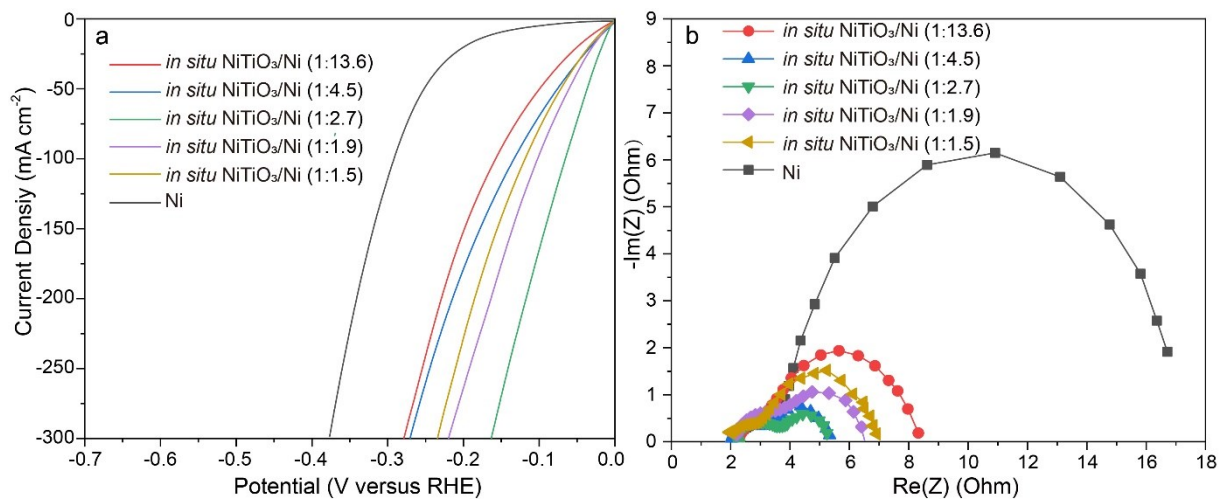 a
in situ NiTiO₃/Ni (1:13.6)
in situ NiTiO₃/Ni (1:4.5)
in situ NiTiO₃/Ni (1:2.7)
in situ NiTiO₃/Ni (1:1.9)
in situ NiTiO₃/Ni (1:1.5)
Ni
0
-50
-100
-150
-200
-250
-300
Current Densiy (mA cm⁻²)
-0.7
-0.6
-0.5
-0.4
-0.3
-0.2
-0.1
0.0
Potential (V versus RHE)
b
in situ NiTiO₃/Ni (1:13.6)
in situ NiTiO₃/Ni (1:4.5)
in situ NiTiO₃/Ni (1:2.7)
in situ NiTiO₃/Ni (1:1.9)
in situ NiTiO₃/Ni (1:1.5)
Ni
9
8
7
6
5
4
3
2
1
0
-Im(Z) (Ohm)
0
2
4
6
8
10
12
14
16
18
Re(Z) (Ohm)